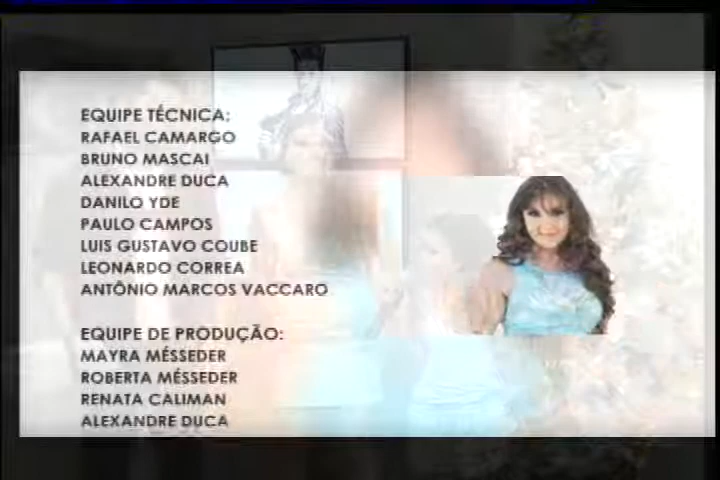 EQUIPE TÉCNICA:
RAFAEL CAMARGO
BRUNO MASCAI
ALEXANDRE DUCA
DANILO YDE
PAULO CAMPOS
LUIS GUSTAVO COUBE
LEONARDO CORREA
ANTÔNIO MARCOS VACCARO
EQUIPE DE PRODUÇÃO:
MAYRA MÉSSEDER
ROBERTA MÉSSEDER
RENATA CALIMAN
ALEXANDRE DUCA